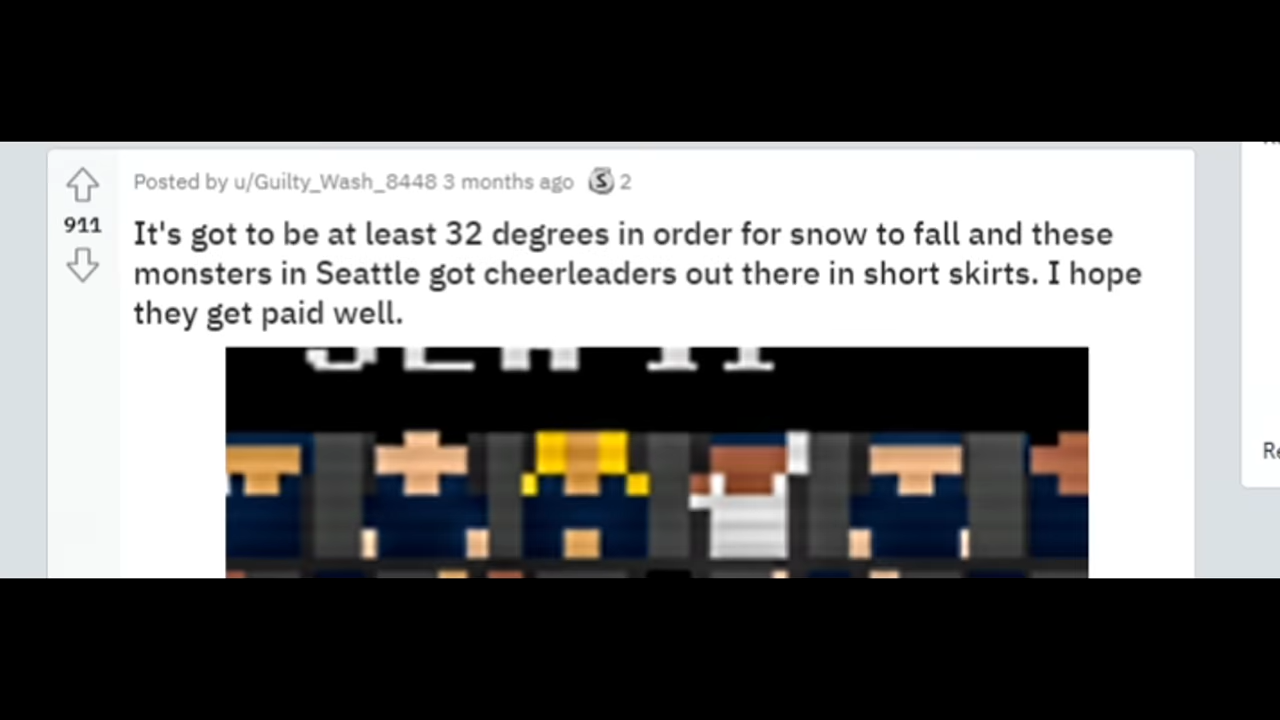 Posted by u/Guilty_Wash_8448 3 months ago S 2
911
It's got to be at least 32 degrees in order for snow to fall and these
monsters in Seattle got cheerleaders out there in short skirts. I hope
they get paid well.